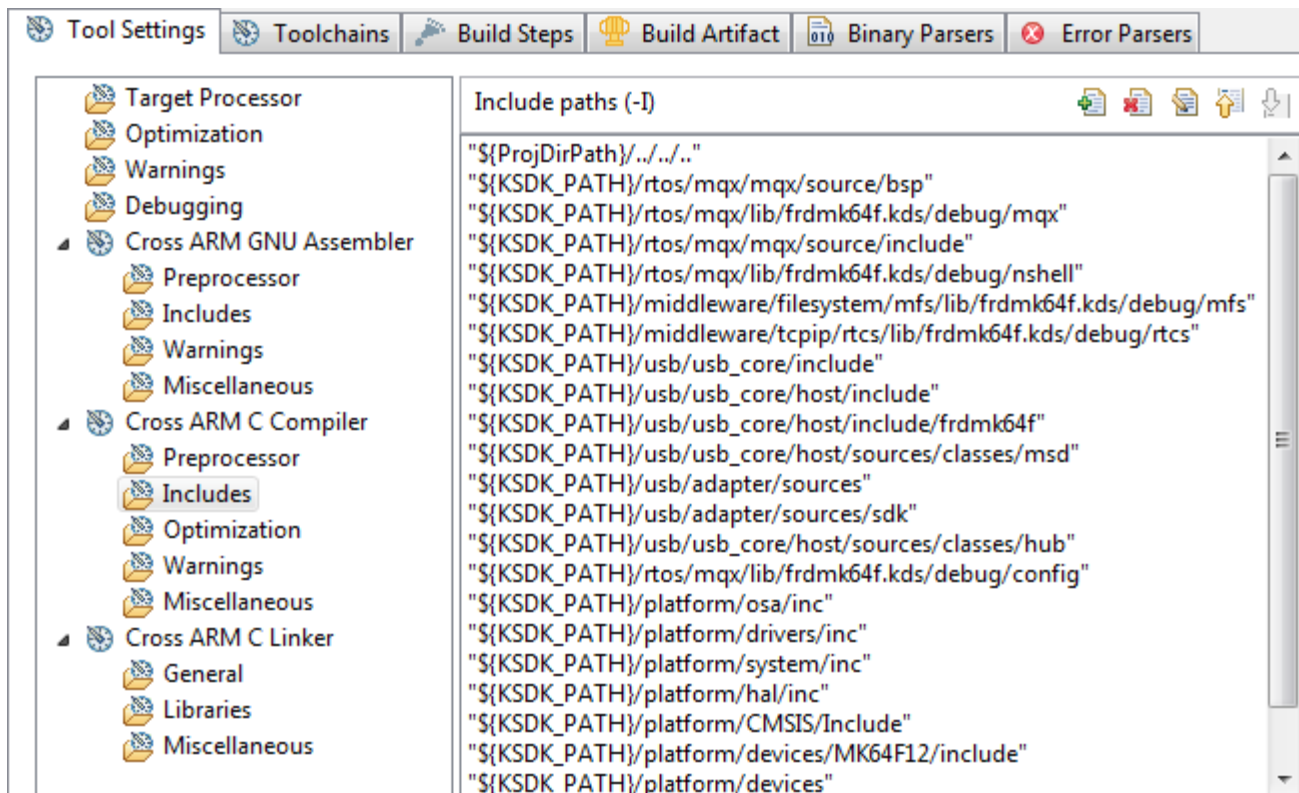 Tool Settings
Toolchains
Build Steps
Build Artifact
010
Binary Parsers
Error Parsers
Target Processor
Optimization
Warnings
Debugging
Cross ARM GNU Assembler
Preprocessor
Includes
Warnings
Miscellaneous
Cross ARM C Compiler
Preprocessor
Includes
Optimization
Warnings
Miscellaneous
Cross ARM C Linker
General
Libraries
Miscellaneous
Include paths (-I)
"${ProjDirPath}/../../.."
"${KSDK_PATH}/rtos/mqx/mqx/source/bsp"
"${KSDK_PATH}/rtos/mqx/lib/frdmk64f.kds/debug/mqx"
"${KSDK_PATH}/rtos/mqx/mqx/source/include"
"${KSDK_PATH}/rtos/mqx/lib/frdmk64f.kds/debug/nshell"
"${KSDK_PATH}/middleware/filesystem/mfs/lib/frdmk64f.kds/debug/mfs"
"${KSDK_PATH}/middleware/tcpip/rtcs/lib/frdmk64f.kds/debug/rtcs"
"${KSDK_PATH}/usb/usb_core/include"
"${KSDK_PATH}/usb/usb_core/host/include"
"${KSDK_PATH}/usb/usb_core/host/include/frdmk64f"
"${KSDK_PATH}/usb/usb_core/host/sources/classes/msd"
"${KSDK_PATH}/usb/adapter/sources"
"${KSDK_PATH}/usb/adapter/sources/sdk"
"${KSDK_PATH}/usb/usb_core/host/sources/classes/hub"
"${KSDK_PATH}/rtos/mqx/lib/frdmk64f.kds/debug/config"
"${KSDK_PATH}/platform/osa/inc"
"${KSDK_PATH}/platform/drivers/inc"
"${KSDK_PATH}/platform/system/inc"
"${KSDK_PATH}/platform/hal/inc"
"${KSDK_PATH}/platform/CMSIS/Include"
"${KSDK_PATH}/platform/devices/MK64F12/include"
"${KSDK_PATH}/platform/devices"